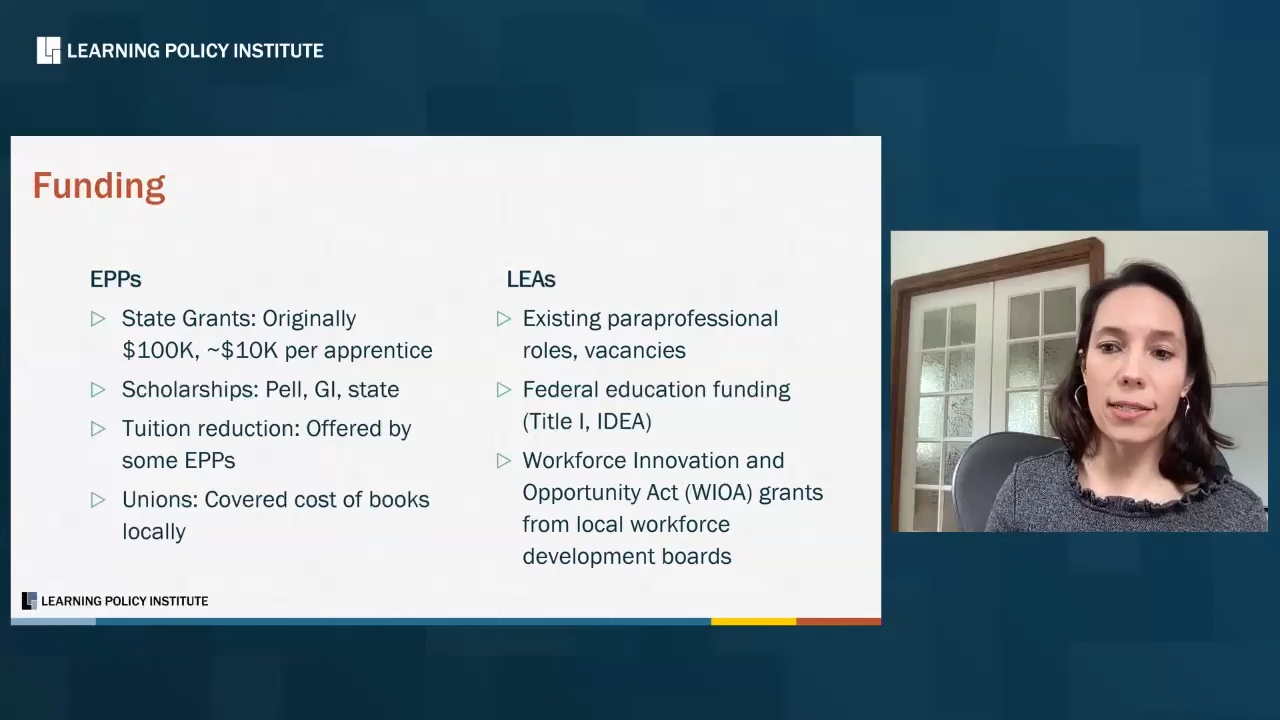 LEARNING POLICY INSTITUTE
Funding
EPPs
State Grants: Originally
$100K, ~$10K per apprentice
Scholarships: Pell, GI, state
Tuition reduction: Offered by
some EPPs
Unions: Covered cost of books
locally
LEAs
Existing paraprofessional
roles, vacancies
Federal education funding
(Title I, IDEA)
Workforce Innovation and
Opportunity Act (WIOA) grants
from local workforce
development boards
LEARNING POLICY INSTITUTE